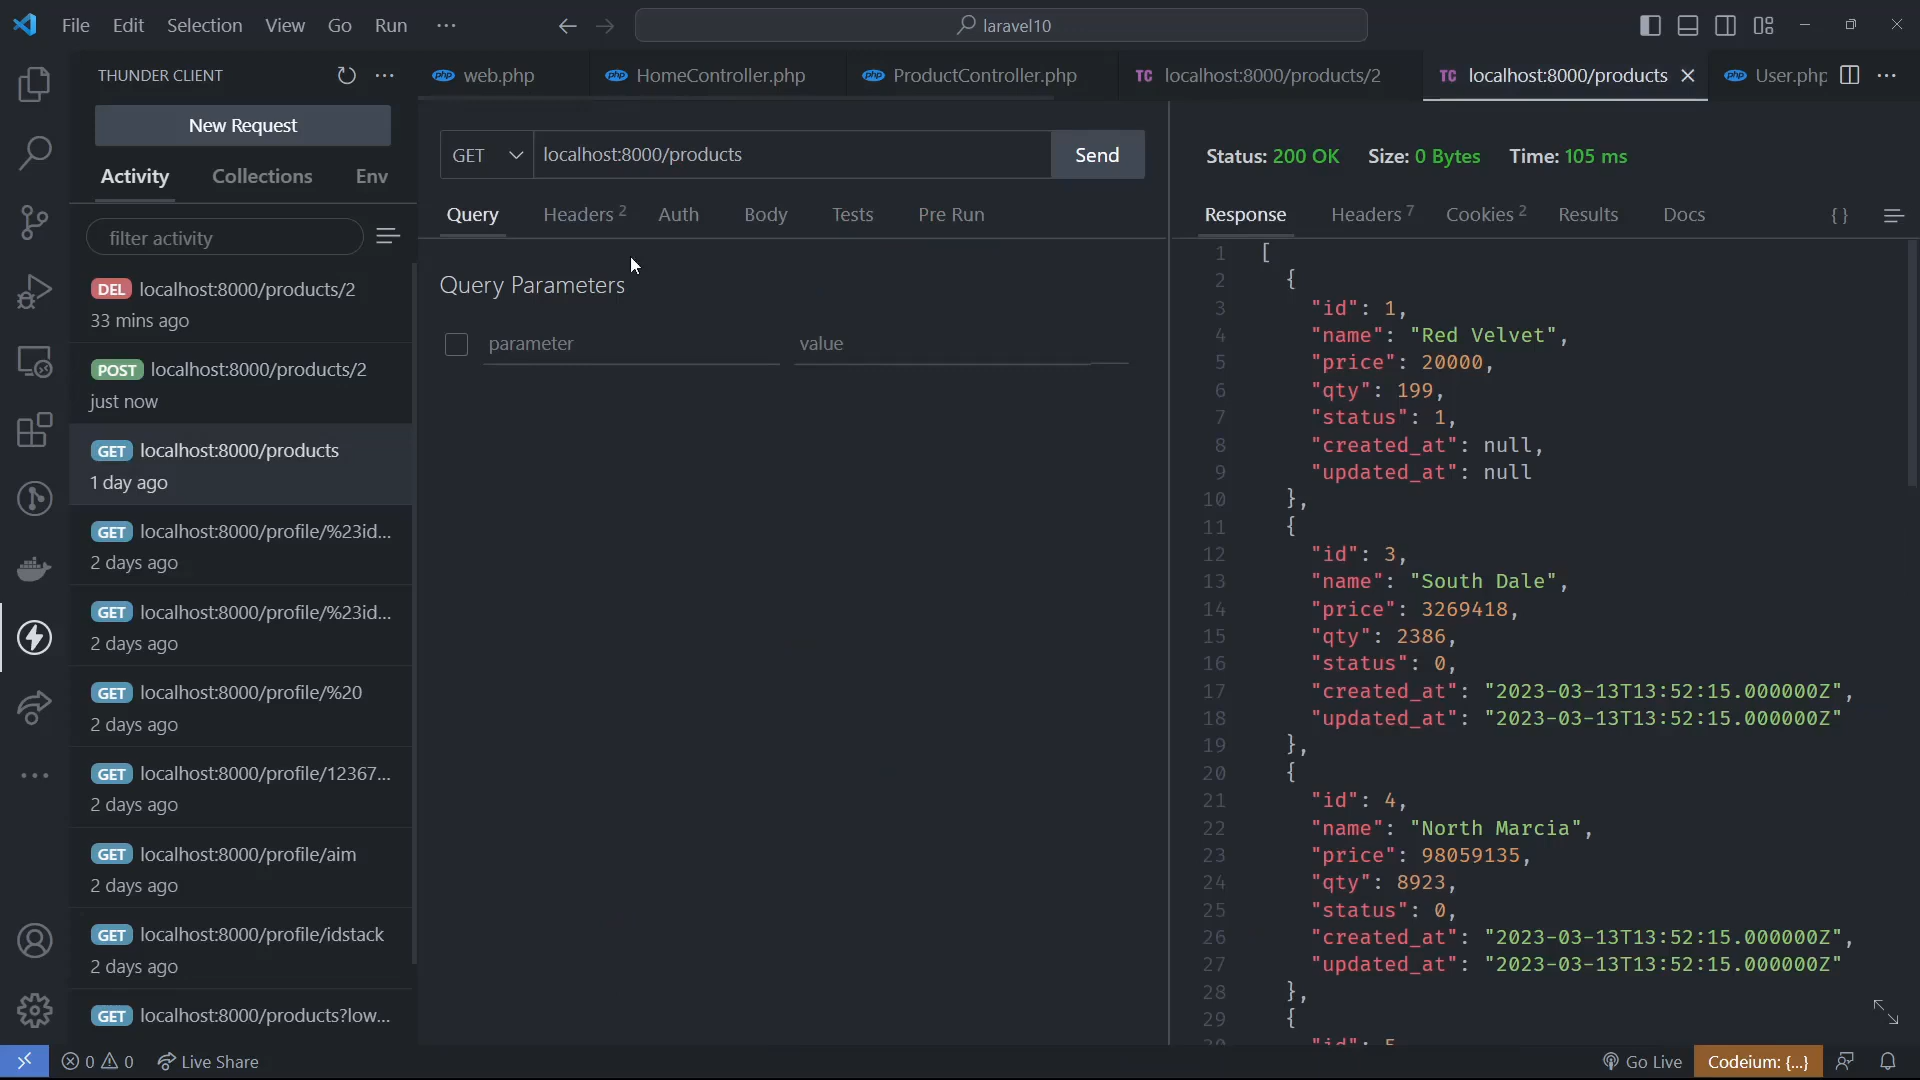 File Edit Selection View Go Run ···
laravel10
THUNDER CLIENT
New Request
Activity Collections Env
filter activity
DEL localhost:8000/products/2
33 mins ago
POST localhost:8000/products/2
just now
GET localhost:8000/products
1 day ago
GET localhost:8000/profile/%23id...
2 days ago
GET localhost:8000/profile/%23id...
2 days ago
GET localhost:8000/profile/%20
2 days ago
GET localhost:8000/profile/12367...
2 days ago
GET localhost:8000/profile/aim
2 days ago
GET localhost:8000/profile/idstack
2 days ago
GET localhost:8000/products?low...
php web.php php HomeController.php php ProductController.php TC localhost:8000/products/2 TC localhost:8000/products php User.php
GET localhost:8000/products Send
Query Headers 2 Auth Body Tests Pre Run
Query Parameters
parameter value
Status: 200 OK Size: 0 Bytes Time: 105 ms
Response Headers 7 Cookies 2 Results Docs { }
1 [
2 {
3 "id": 1,
4 "name": "Red Velvet",
5 "price": 20000,
6 "qty": 199,
7 "status": 1,
8 "created_at": null,
9 "updated_at": null
10 },
11 {
12 "id": 3,
13 "name": "South Dale",
14 "price": 3269418,
15 "qty": 2386,
16 "status": 0,
17 "created_at": "2023-03-13T13:52:15.000000Z",
18 "updated_at": "2023-03-13T13:52:15.000000Z"
19 },
20 {
21 "id": 4,
22 "name": "North Marcia",
23 "price": 98059135,
24 "qty": 8923,
25 "status": 0,
26 "created_at": "2023-03-13T13:52:15.000000Z",
27 "updated_at": "2023-03-13T13:52:15.000000Z"
28 },
29 {
0 0 Live Share Go Live Codeium: {...}